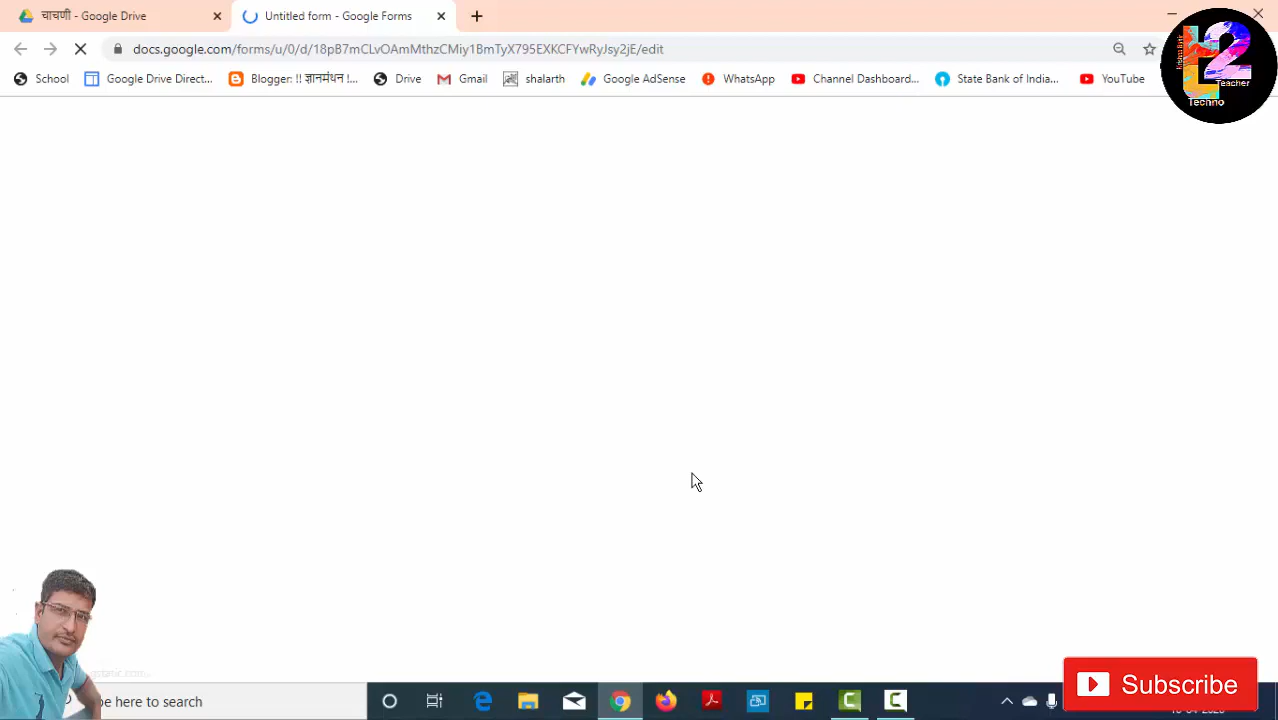 चाचणी - Google Drive
Untitled form - Google Forms
docs.google.com/forms/u/0/d/18pB7mCLvOAmMthzCMiy1BmTyX795EXKCFYwRyJsy2jE/edit
School
Google Drive Direct...
Blogger: !! ज्ञानमंथन !...
Drive
Gmail
shalarth
Google AdSense
WhatsApp
Channel Dashboard...
State Bank of India...
YouTube
Teacher
Techno
Subscribe
here to search